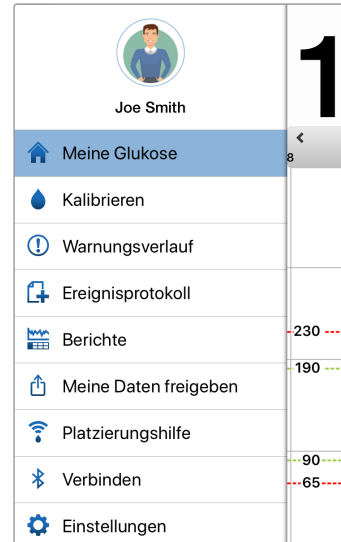 Joe Smith
1
Meine Glukose
8
Kalibrieren
Warnungsverlauf
Ereignisprotokoll
Berichte
230
Meine Daten freigeben
190
Platzierungshilfe
90
Verbinden
65
Einstellungen